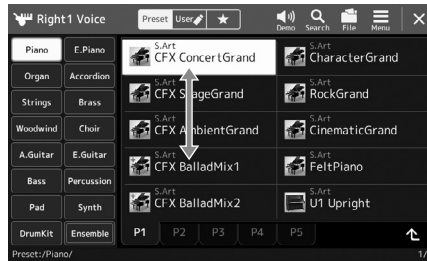 Right1 Voice
Preset User ★
Demo Search File Menu
Piano E.Piano
Organ Accordion
Strings Brass
Woodwind Choir
A.Guitar E.Guitar
Bass Percussion
Pad Synth
DrumKit Ensemble
S.Art
CFX ConcertGrand
S.Art
CharacterGrand
S.Art
CFX StageGrand
S.Art
RockGrand
S.Art
CFX AmbientGrand
S.Art
CinematicGrand
S.Art
CFX BalladMix1
S.Art
FeltPiano
S.Art
CFX BalladMix2
S.Art
U1 Upright
P1 P2 P3 P4 P5
Preset:/Piano/
1/